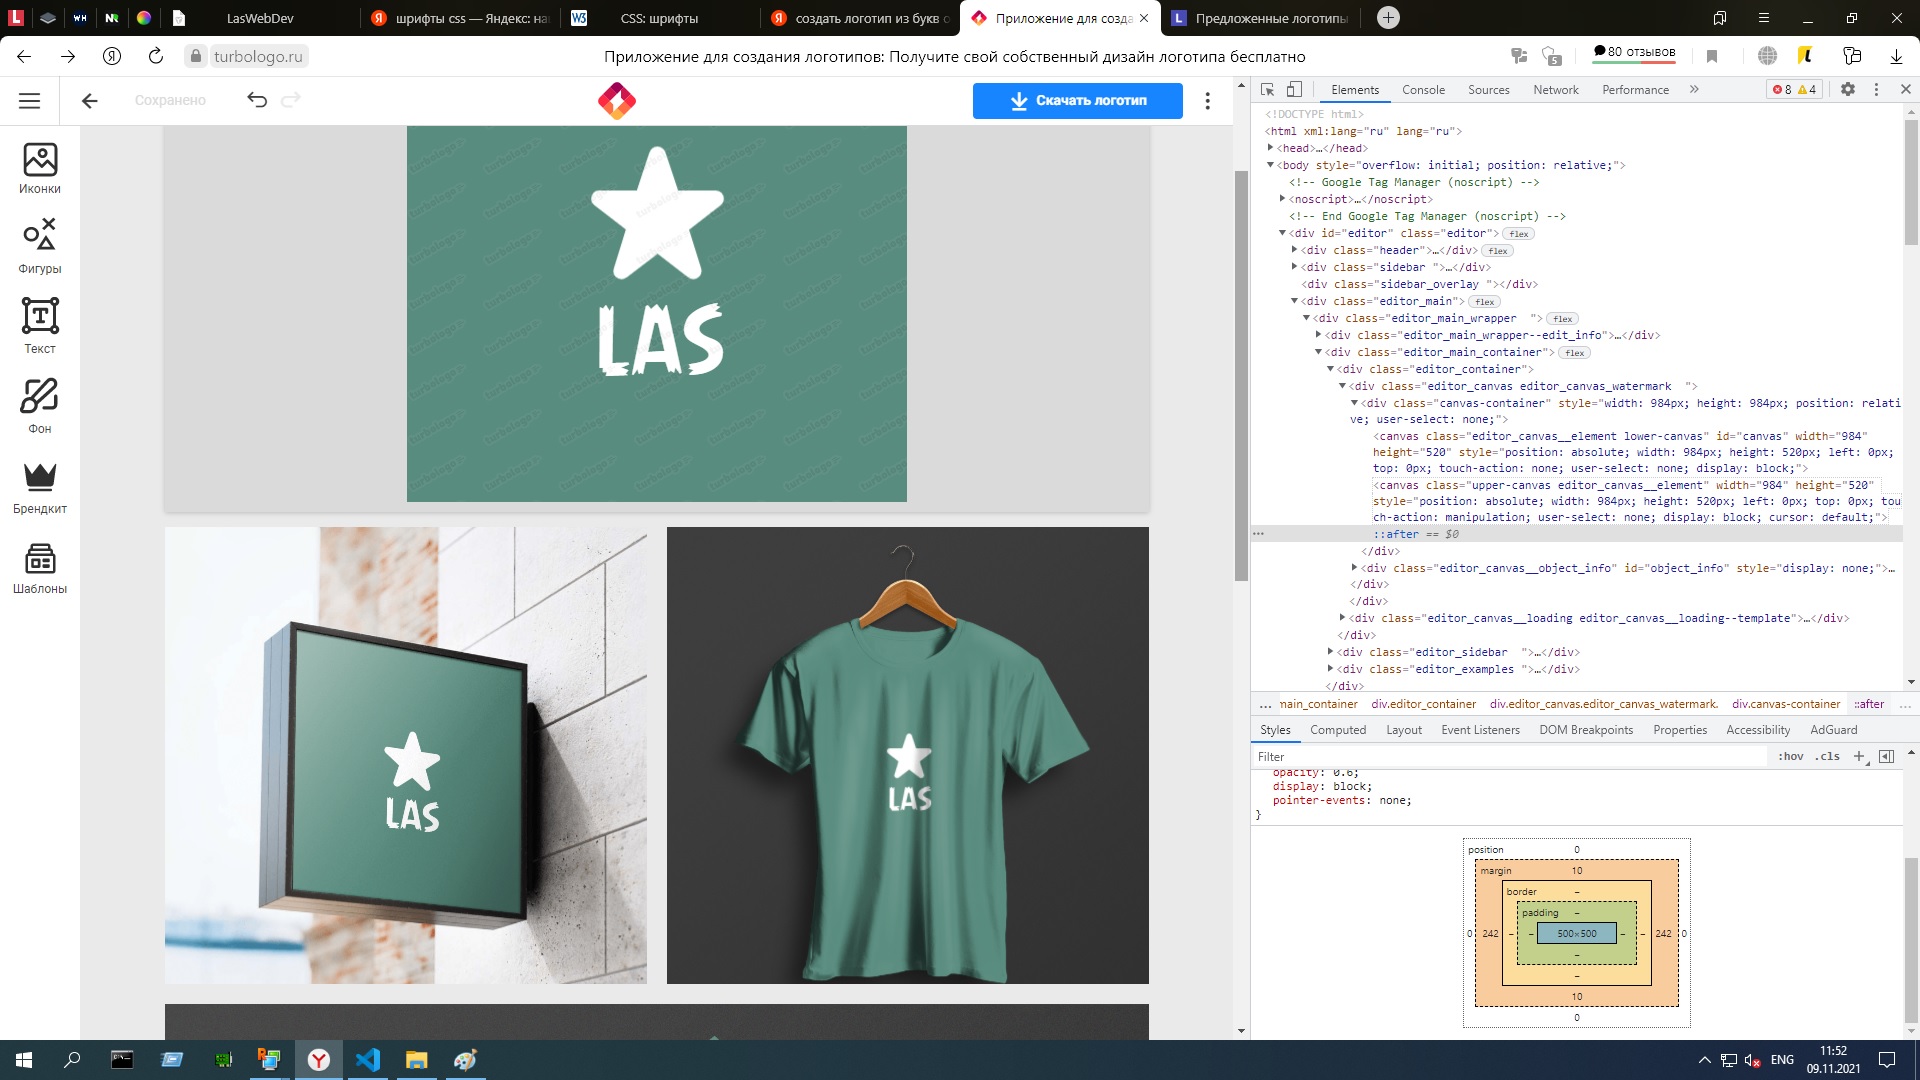 LasWebDev
шрифты css — Яндекс: на
CSS: шрифты
создать логотип из букв о
Приложение для созда
Предложенные логотипы
turbologo.ru
Приложение для создания логотипов: Получите свой собственный дизайн логотипа бесплатно
80 отзывов
Сохранено
Скачать логотип
Иконки
Фигуры
Текст
Фон
Брендкит
Шаблоны
LAS
LAS
LAS
Elements
Console
Sources
Network
Performance
8
4
<!DOCTYPE html>
<html xml:lang="ru" lang="ru">
<head>…</head>
<body style="overflow: initial; position: relative;">
<!-- Google Tag Manager (noscript) -->
<noscript>…</noscript>
<!-- End Google Tag Manager (noscript) -->
<div id="editor" class="editor"> flex
<div class="header">…</div> flex
<div class="sidebar ">…</div>
<div class="sidebar_overlay "></div>
<div class="editor_main"> flex
<div class="editor_main_wrapper  "> flex
<div class="editor_main_wrapper--edit_info">…</div>
<div class="editor_main_container"> flex
<div class="editor_container">
<div class="editor_canvas editor_canvas_watermark  ">
<div class="canvas-container" style="width: 984px; height: 984px; position: relati
ve; user-select: none;">
<canvas class="editor_canvas__element lower-canvas" id="canvas" width="984"
height="520" style="position: absolute; width: 984px; height: 520px; left: 0px;
top: 0px; touch-action: none; user-select: none; display: block;">
<canvas class="upper-canvas editor_canvas__element" width="984" height="520"
style="position: absolute; width: 984px; height: 520px; left: 0px; top: 0px; tou
ch-action: manipulation; user-select: none; display: block; cursor: default;">
::after == $0
</div>
<div class="editor_canvas__object_info" id="object_info" style="display: none;">…
</div>
</div>
<div class="editor_canvas__loading editor_canvas__loading--template">…</div>
</div>
<div class="editor_sidebar  ">…</div>
<div class="editor_examples ">…</div>
</div>
... main_container div.editor_container div.editor_canvas.editor_canvas_watermark. div.canvas-container ::after ...
Styles
Computed
Layout
Event Listeners
DOM Breakpoints
Properties
Accessibility
AdGuard
Filter
:hov .cls
opacity: 0.6;
display: block;
pointer-events: none;
}
position 0
margin 10
border –
padding –
0 242 – – 500×500 – – 242 0
–
–
10
0
ENG
11:52
09.11.2021